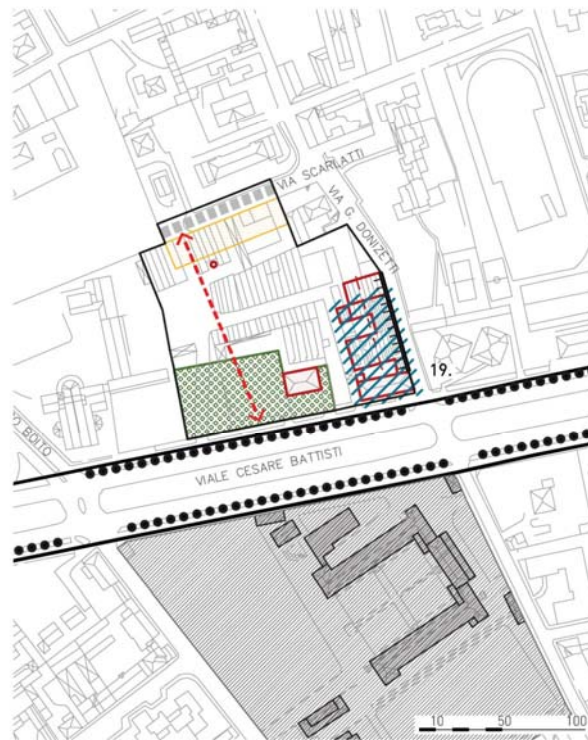 VIA SCARLATTI
VIA G. DONIZETTI
19.
BOITO
VIALE CESARE BATTISTI
10 50 100